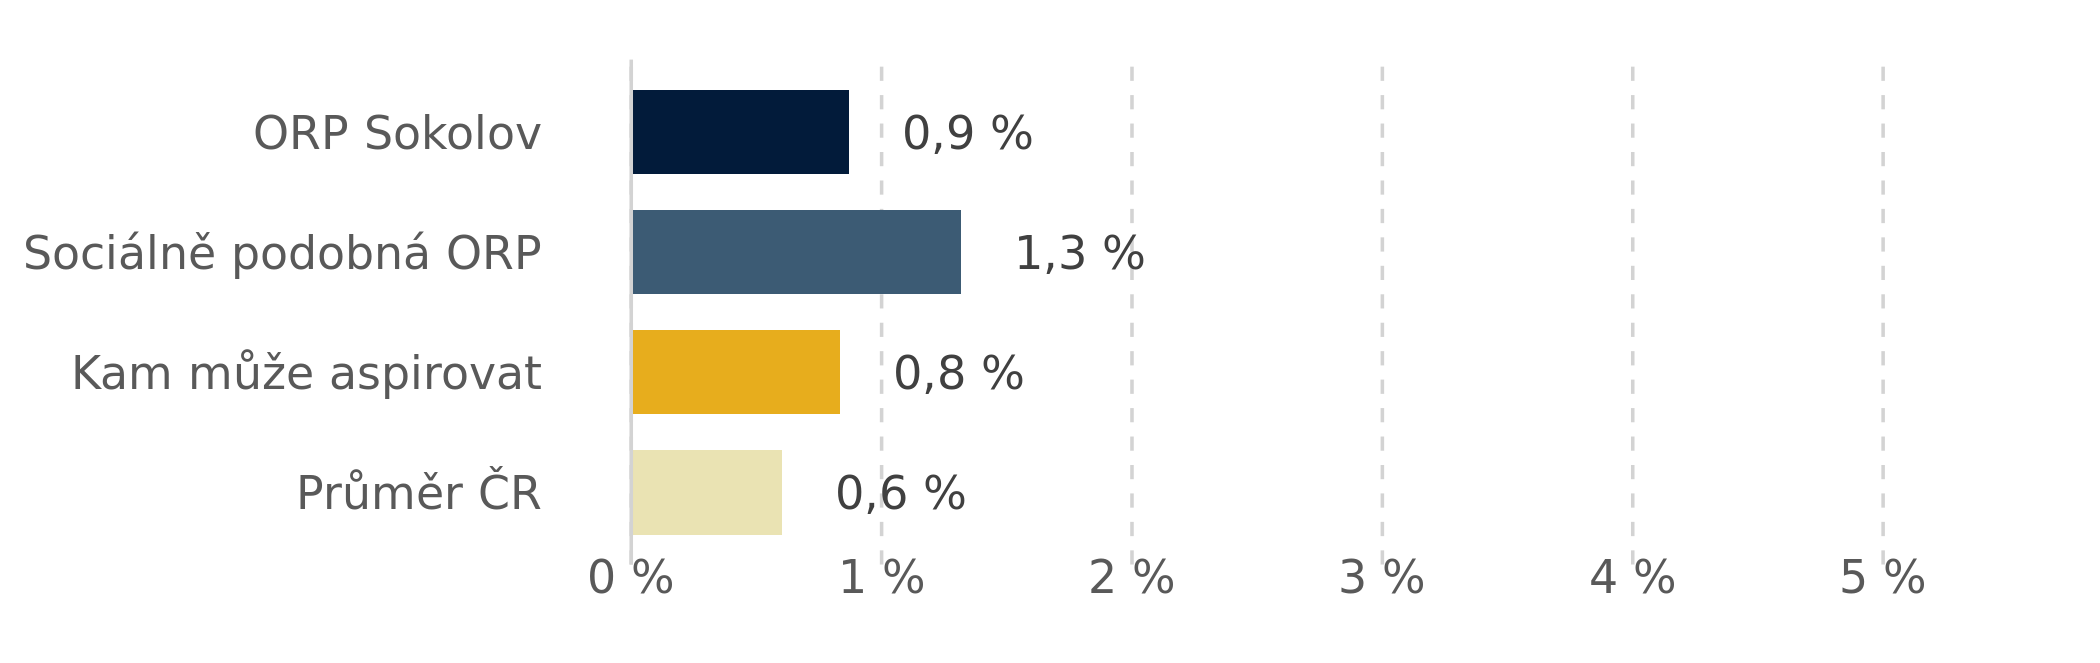 ORP Sokolov 0,9 %
Sociálně podobná ORP 1,3 %
Kam může aspirovat 0,8 %
Průměr ČR 0,6 %
0 % 1 % 2 % 3 % 4 % 5 %